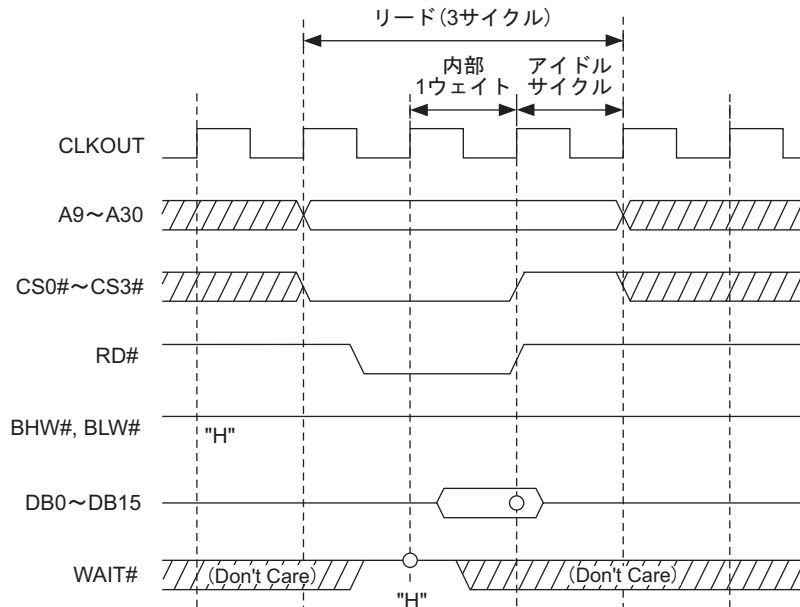 リード(3サイクル)
内部
1ウェイト
アイドル
サイクル
CLKOUT
A9～A30
CS0#～CS3#
RD#
BHW#, BLW#
"H"
DB0～DB15
WAIT#
(Don't Care)
(Don't Care)
"H"